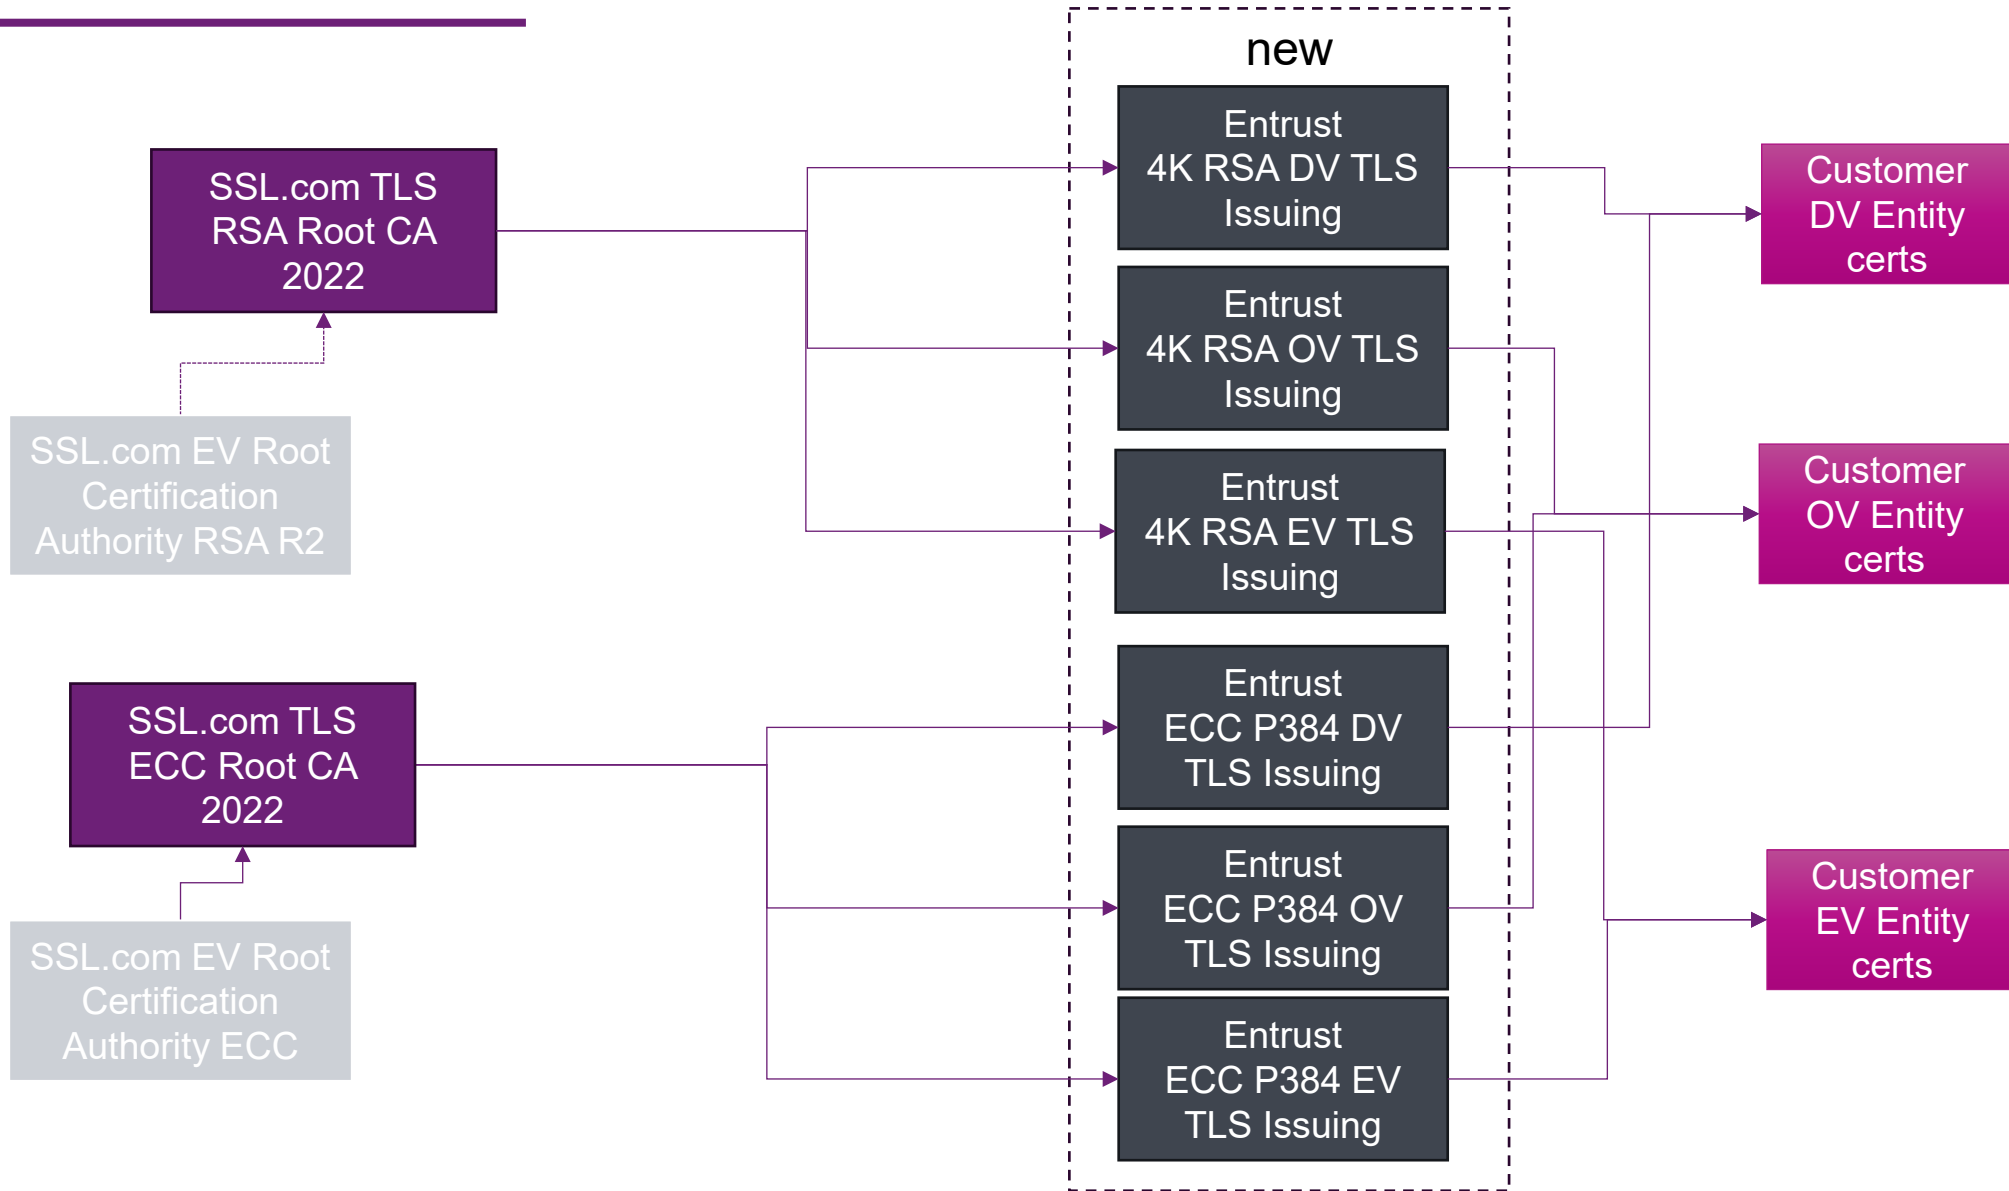 new
SSL.com TLS
RSA Root CA
2022
SSL.com EV Root
Certification
Authority RSA R2
SSL.com TLS
ECC Root CA
2022
SSL.com EV Root
Certification
Authority ECC
Entrust
4K RSA DV TLS
Issuing
Entrust
4K RSA OV TLS
Issuing
Entrust
4K RSA EV TLS
Issuing
Entrust
ECC P384 DV
TLS Issuing
Entrust
ECC P384 OV
TLS Issuing
Entrust
ECC P384 EV
TLS Issuing
Customer
DV Entity
certs
Customer
OV Entity
certs
Customer
EV Entity
certs